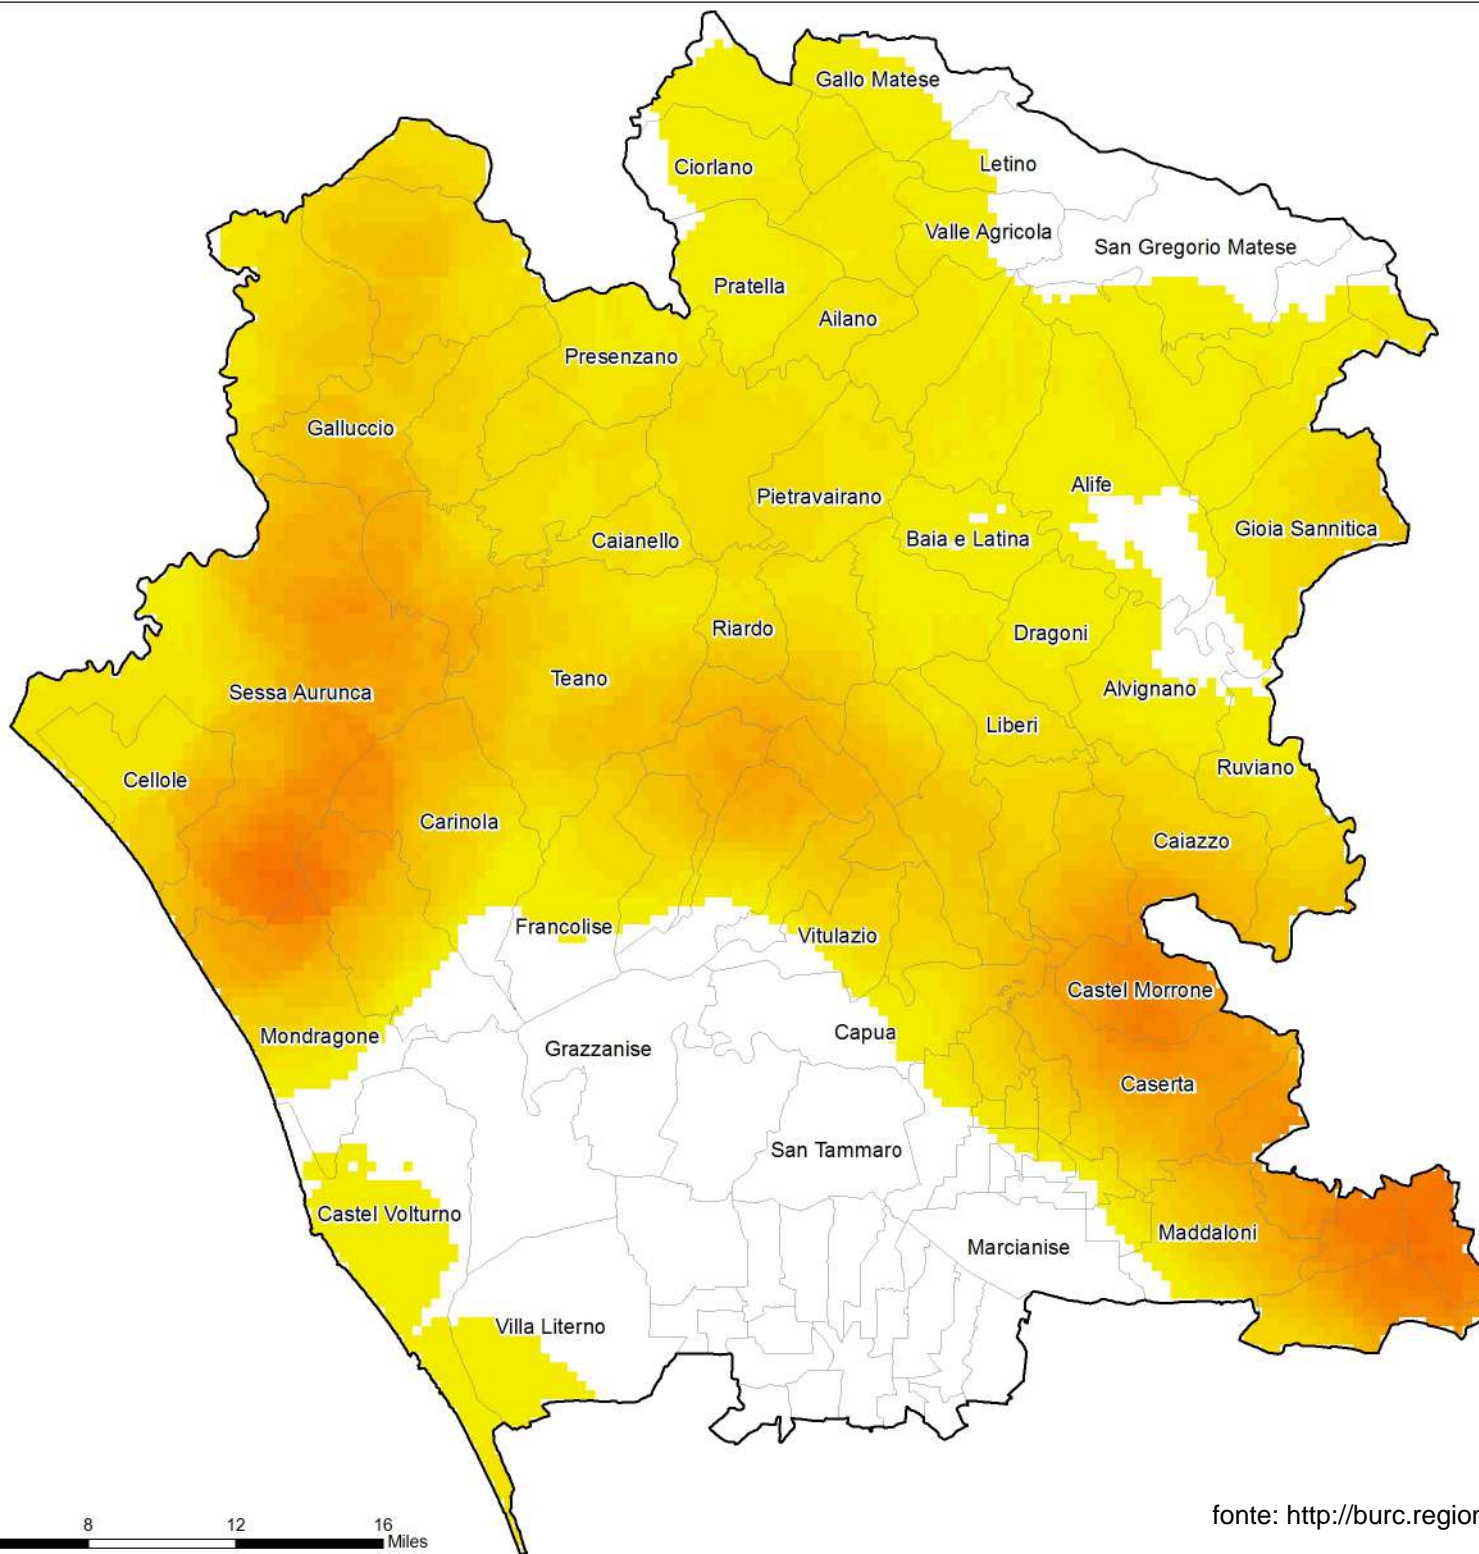 Gallo Matese
Letino
Ciorlano
Valle Agricola
San Gregorio Matese
Pratella
Ailano
Presenzano
Galluccio
Alife
Pietravairano
Gioia Sannitica
Caianello
Baia e Latina
Riardo
Dragoni
Teano
Sessa Aurunca
Alvignano
Liberi
Ruviano
Cellole
Carinola
Caiazzo
Francolise
Vitulazio
Castel Morrone
Mondragone
Capua
Grazzanise
Caserta
San Tammaro
Castel Volturno
Maddaloni
Marcianise
Villa Literno
fonte: http://burc.region
8 12 16
Miles